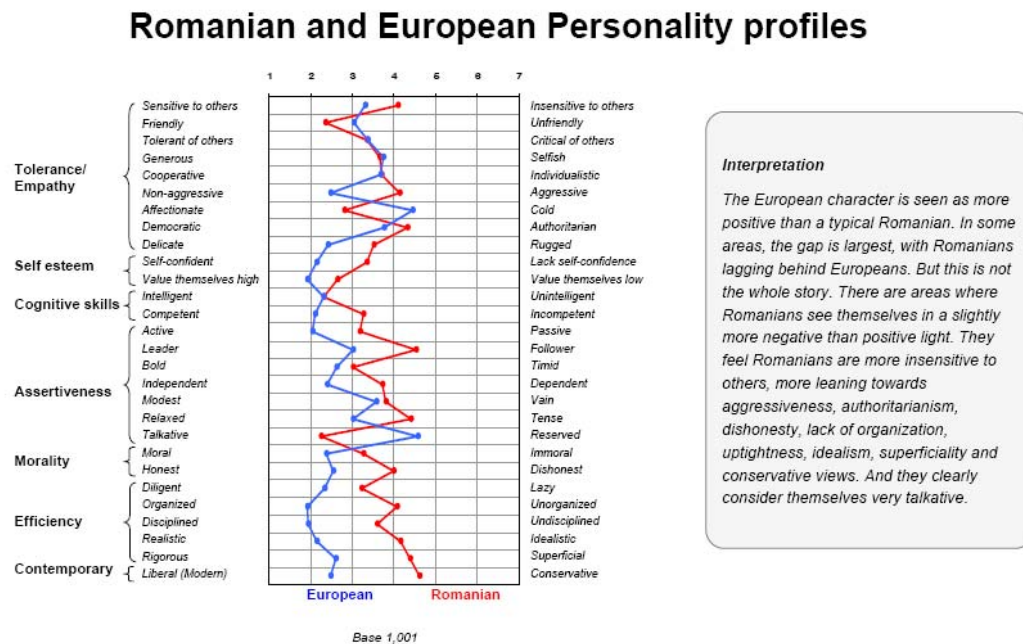 Romanian and European Personality profiles
1 2 3 4 5 6 7
Tolerance/
Empathy
Sensitive to others Insensitive to others
Friendly Unfriendly
Tolerant of others Critical of others
Generous Selfish
Cooperative Individualistic
Non-aggressive Aggressive
Affectionate Cold
Democratic Authoritarian
Delicate Rugged
Self esteem
Self-confident Lack self-confidence
Value themselves high Value themselves low
Cognitive skills
Intelligent Unintelligent
Competent Incompetent
Assertiveness
Active Passive
Leader Follower
Bold Timid
Independent Dependent
Modest Vain
Relaxed Tense
Talkative Reserved
Morality
Moral Immoral
Honest Dishonest
Efficiency
Diligent Lazy
Organized Unorganized
Disciplined Undisciplined
Realistic Idealistic
Rigorous Superficial
Contemporary
Liberal (Modern) Conservative
European Romanian
Base 1,001
Interpretation
The European character is seen as more
positive than a typical Romanian. In some
areas, the gap is largest, with Romanians
lagging behind Europeans. But this is not
the whole story. There are areas where
Romanians see themselves in a slightly
more negative than positive light. They
feel Romanians are more insensitive to
others, more leaning towards
aggressiveness, authoritarianism,
dishonesty, lack of organization,
uptightness, idealism, superficiality and
conservative views. And they clearly
consider themselves very talkative.